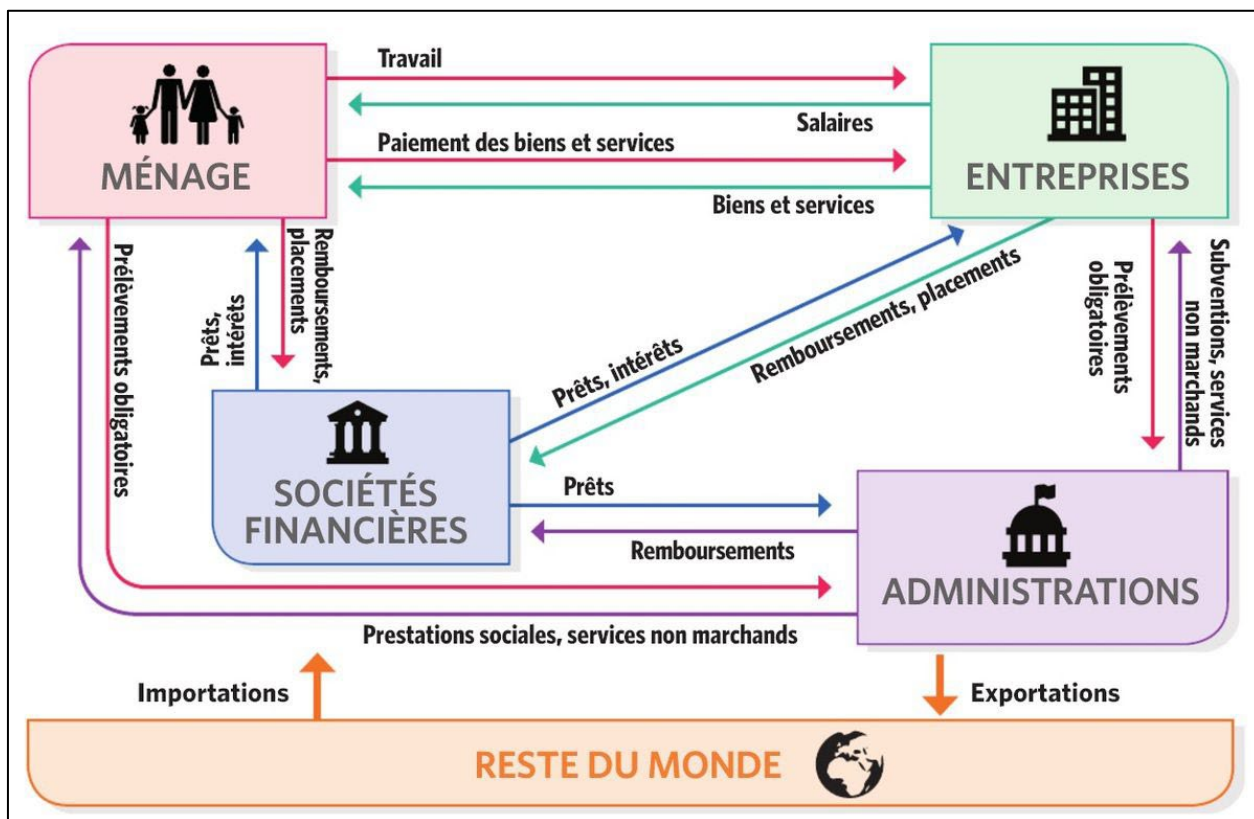 Travail
Salaires
MÉNAGE
Paiement des biens et services
ENTREPRISES
Biens et services
Prélèvements obligatoires
Prêts,
intérêts
Remboursements,
placements
Prêts, intérêts
Remboursements, placements
Prélèvements
obligatoires
Subventions, services
non marchands
SOCIÉTÉS
FINANCIÈRES
Prêts
Remboursements
ADMINISTRATIONS
Prestations sociales, services non marchands
Importations
Exportations
RESTE DU MONDE